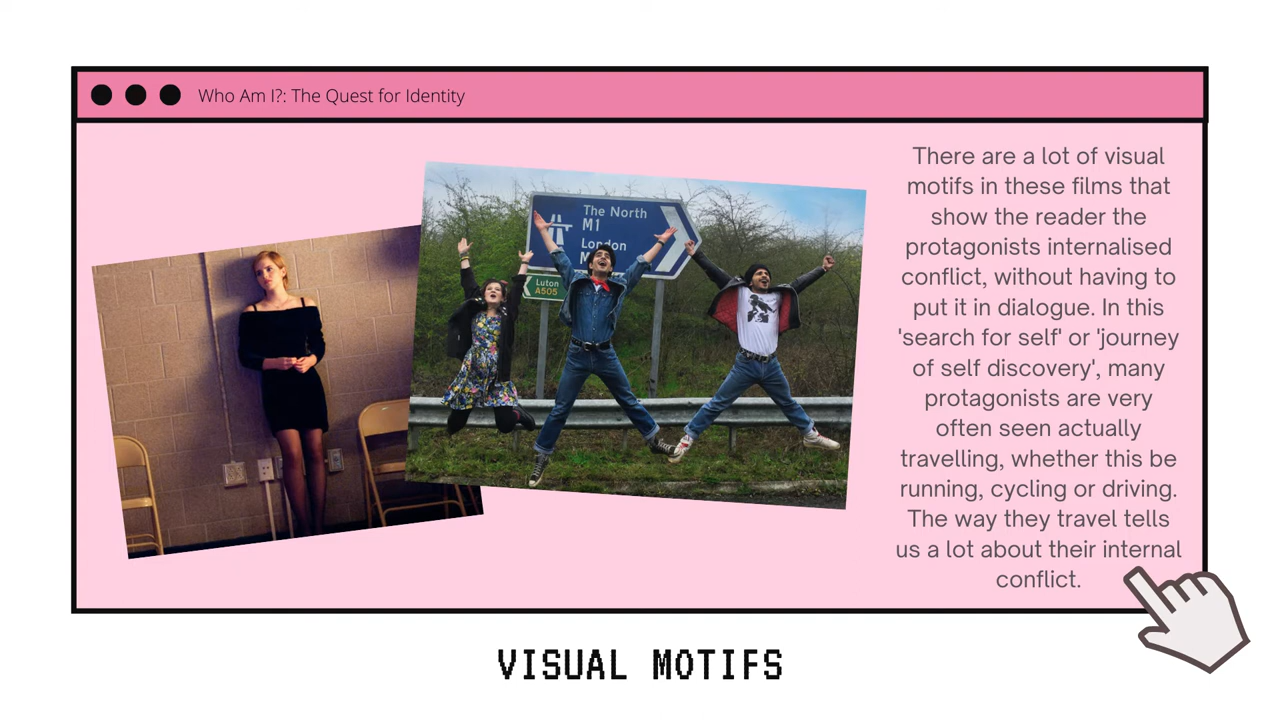 Who Am I?: The Quest for Identity
The North
M1
London
Luton
A505
There are a lot of visual
motifs in these films that
show the reader the
protagonists internalised
conflict, without having to
put it in dialogue. In this
'search for self' or 'journey
of self discovery', many
protagonists are very
often seen actually
travelling, whether this be
running, cycling or driving.
The way they travel tells
us a lot about their internal
conflict.
VISUAL MOTIFS